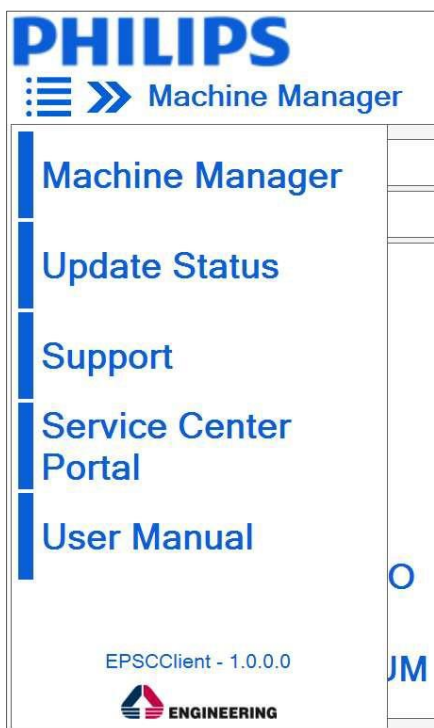 PHILIPS
Machine Manager
Machine Manager
Update Status
Support
Service Center
Portal
User Manual
O
EPSCClient - 1.0.0.0
UM
ENGINEERING